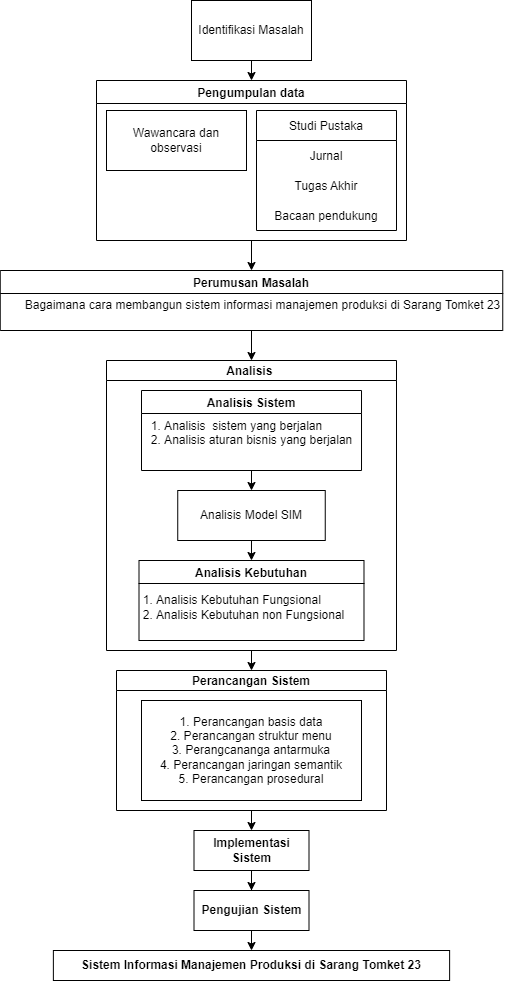 Identifikasi Masalah
Pengumpulan data
Wawancara dan
observasi
Studi Pustaka
Jurnal
Tugas Akhir
Bacaan pendukung
Perumusan Masalah
Bagaimana cara membangun sistem informasi manajemen produksi di Sarang Tomket 23
Analisis
Analisis Sistem
1. Analisis sistem yang berjalan
2. Analisis aturan bisnis yang berjalan
Analisis Model SIM
Analisis Kebutuhan
1. Analisis Kebutuhan Fungsional
2. Analisis Kebutuhan non Fungsional
Perancangan Sistem
1. Perancangan basis data
2. Perancangan struktur menu
3. Perangcananga antarmuka
4. Perancangan jaringan semantik
5. Perancangan prosedural
Implementasi
Sistem
Pengujian Sistem
Sistem Informasi Manajemen Produksi di Sarang Tomket 23